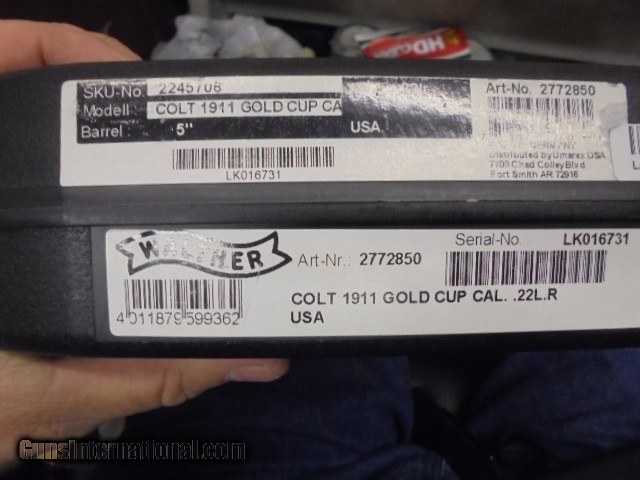 HD
SKU-No. 2245708
Modell : COLT 1911 GOLD CUP CA
Barrel : 5" USA
LK016731
Art-No. 2772850
GERMANY
Distributed by Umarex USA
7700 Chad Colley Blvd
Fort Smith AR 72916
WALTHER
Art-Nr.: 2772850
Serial-No. LK016731
4 011879 599362
COLT 1911 GOLD CUP CAL. .22L.R
USA
GunsInternational.com